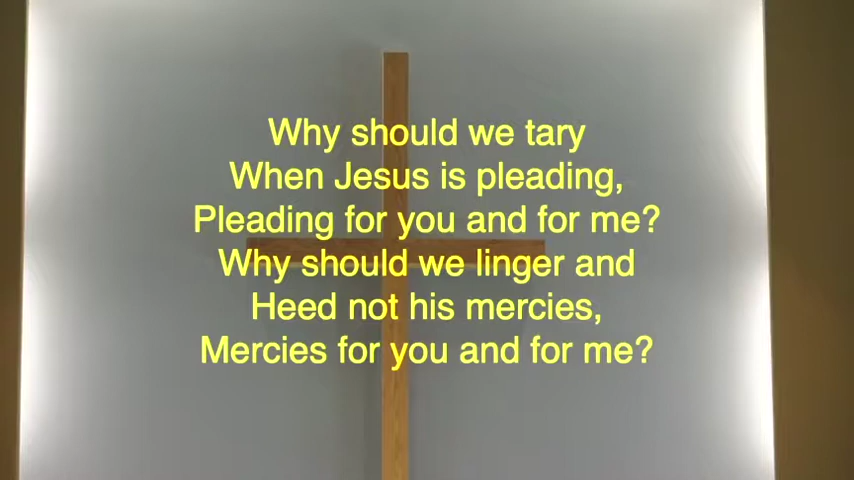 Why should we tary
When Jesus is pleading,
Pleading for you and for me?
Why should we linger and
Heed not his mercies,
Mercies for you and for me?